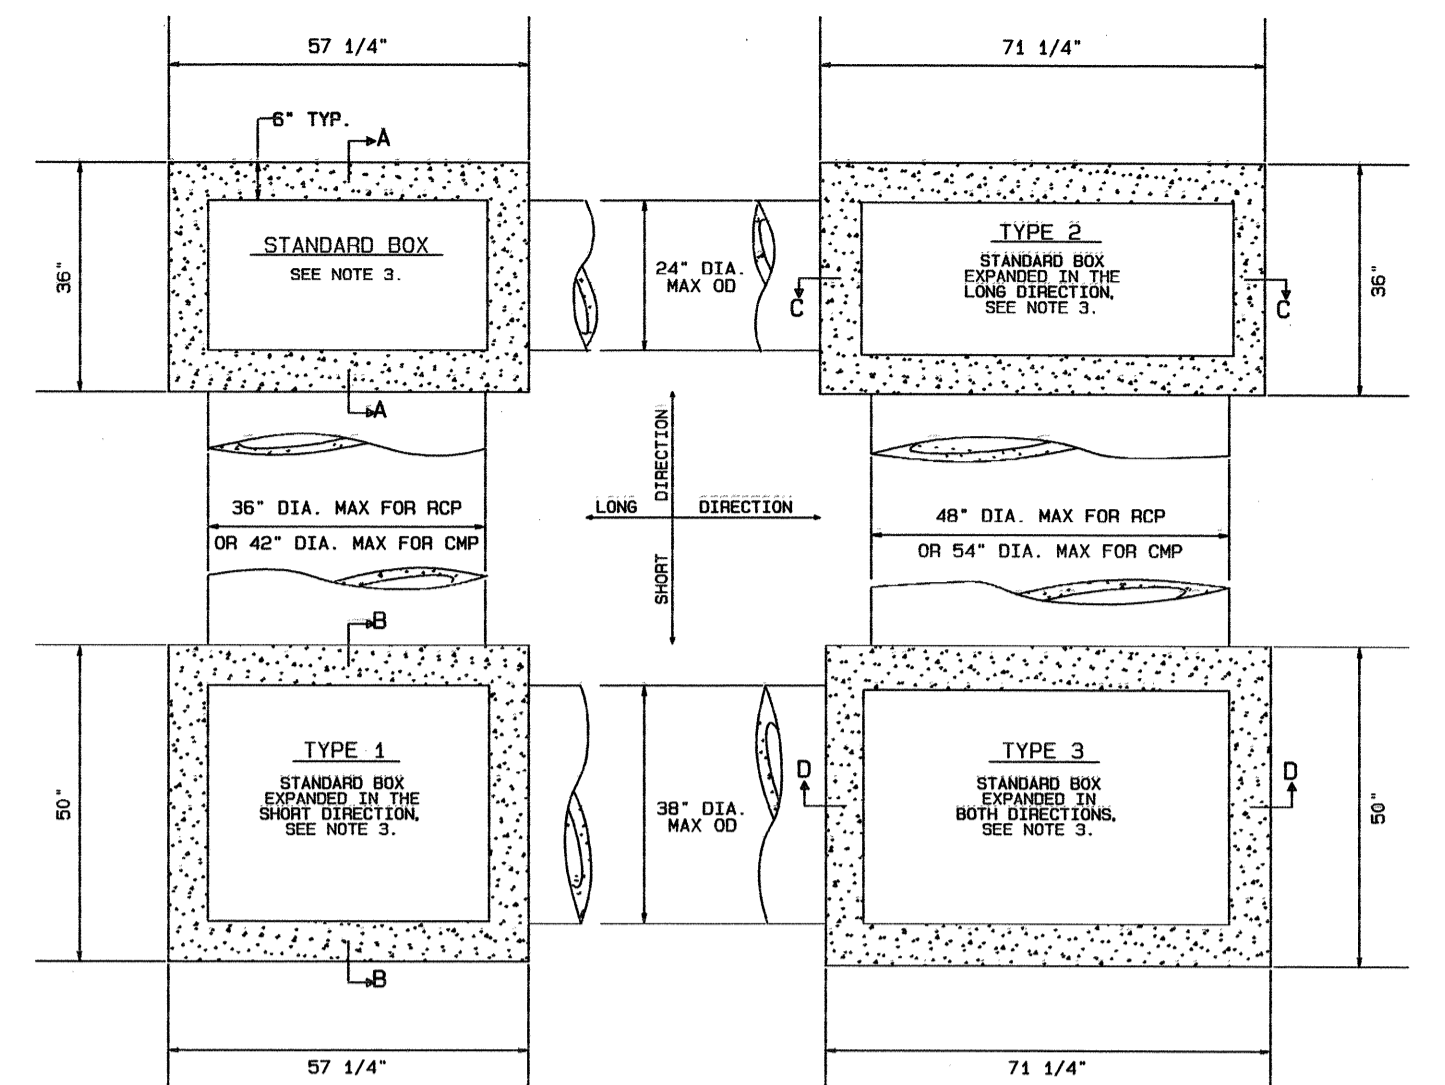 57 1/4"
71 1/4"
6" TYP.
A
36"
STANDARD BOX
SEE NOTE 3.
24" DIA.
MAX OD
C
TYPE 2
STANDARD BOX
EXPANDED IN THE
LONG DIRECTION,
SEE NOTE 3.
C
36"
A
SHORT DIRECTION
LONG DIRECTION
36" DIA. MAX FOR RCP
OR 42" DIA. MAX FOR CMP
48" DIA. MAX FOR RCP
OR 54" DIA. MAX FOR CMP
B
50"
TYPE 1
STANDARD BOX
EXPANDED IN THE
SHORT DIRECTION,
SEE NOTE 3.
38" DIA.
MAX OD
D
TYPE 3
STANDARD BOX
EXPANDED IN
BOTH DIRECTIONS,
SEE NOTE 3.
D
50"
B
57 1/4"
71 1/4"